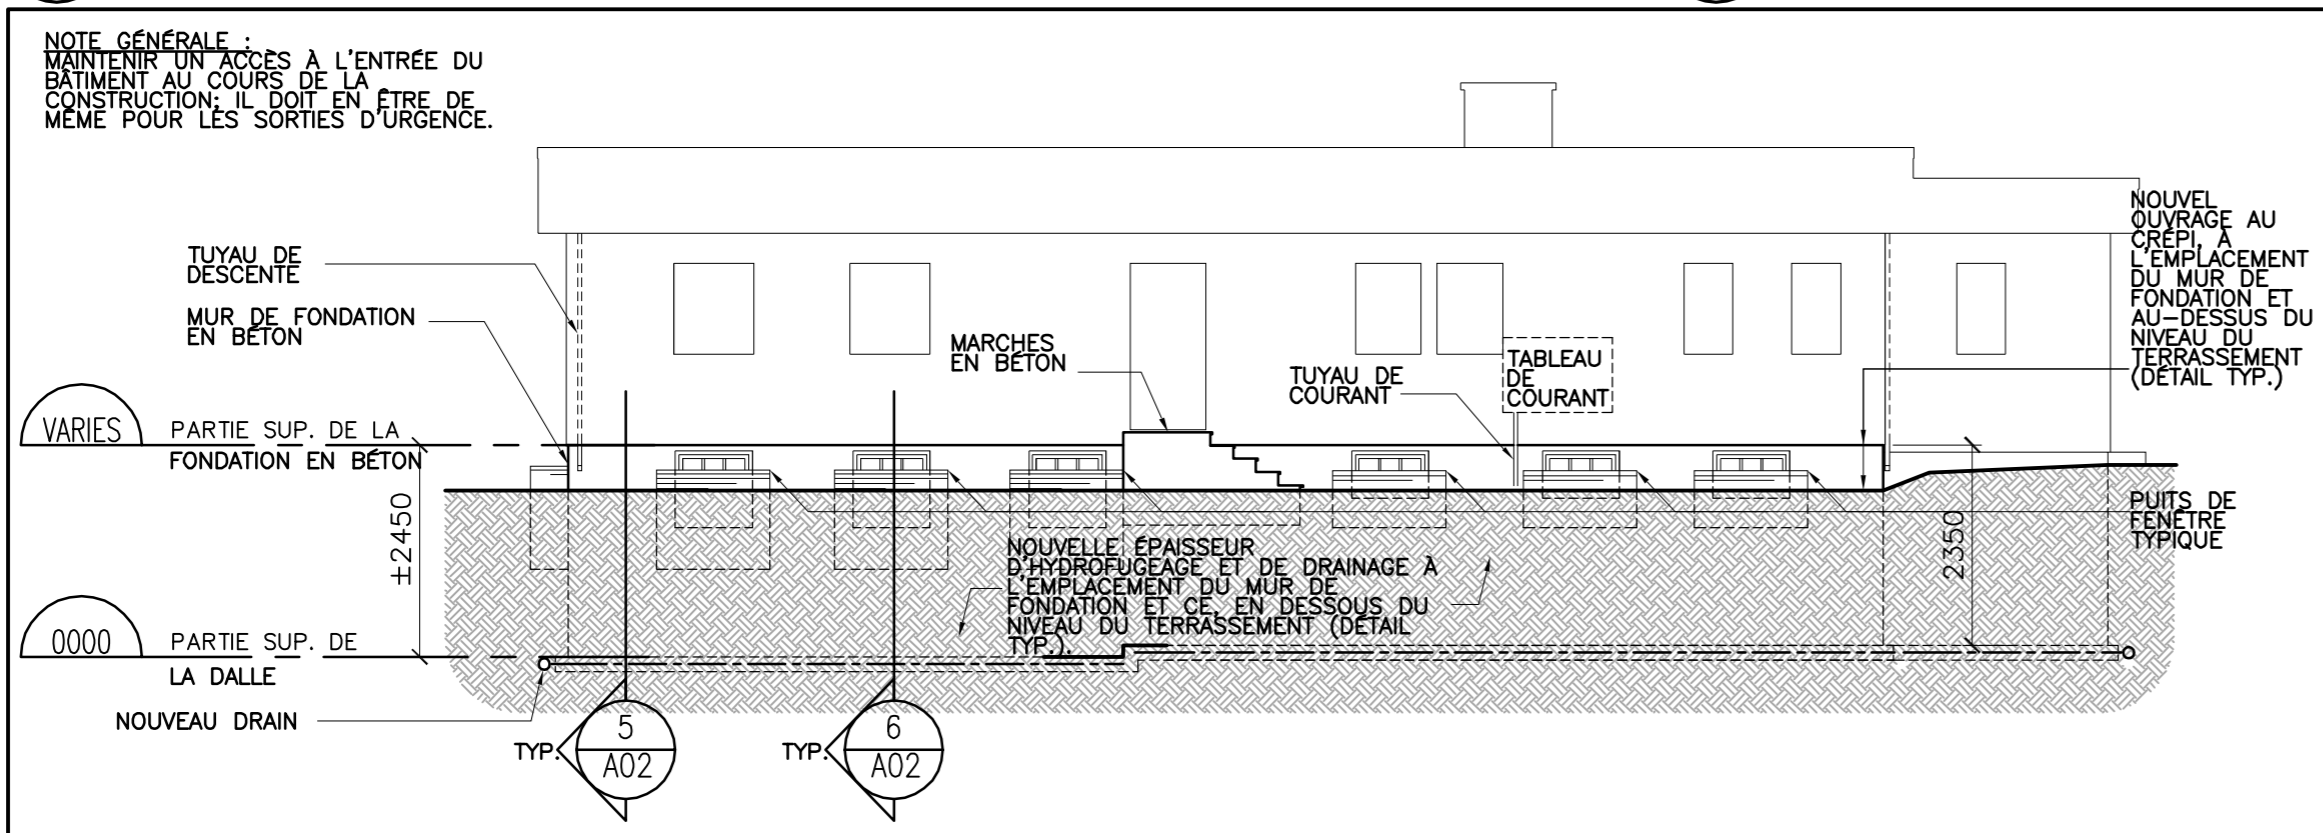 NOTE GÉNÉRALE :
MAINTENIR UN ACCÈS À L'ENTRÉE DU
BÂTIMENT AU COURS DE LA
CONSTRUCTION; IL DOIT EN ÊTRE DE
MÊME POUR LES SORTIES D'URGENCE.
TUYAU DE
DESCENTE
MUR DE FONDATION
EN BÉTON
MARCHES
EN BÉTON
TUYAU DE
COURANT
TABLEAU
DE
COURANT
NOUVEL
OUVRAGE AU
CRÉPI, À
L'EMPLACEMENT
DU MUR DE
FONDATION ET
AU-DESSUS DU
NIVEAU DU
TERRASSEMENT
(DÉTAIL TYP.)
VARIES
PARTIE SUP. DE LA
FONDATION EN BÉTON
±2450
2350
PUITS DE
FENÊTRE
TYPIQUE
NOUVELLE ÉPAISSEUR
D'HYDROFUGEAGE ET DE DRAINAGE À
L'EMPLACEMENT DU MUR DE
FONDATION ET CE, EN DESSOUS DU
NIVEAU DU TERRASSEMENT (DÉTAIL
TYP.).
0000
PARTIE SUP. DE
LA DALLE
NOUVEAU DRAIN
TYP.
5
A02
TYP.
6
A02